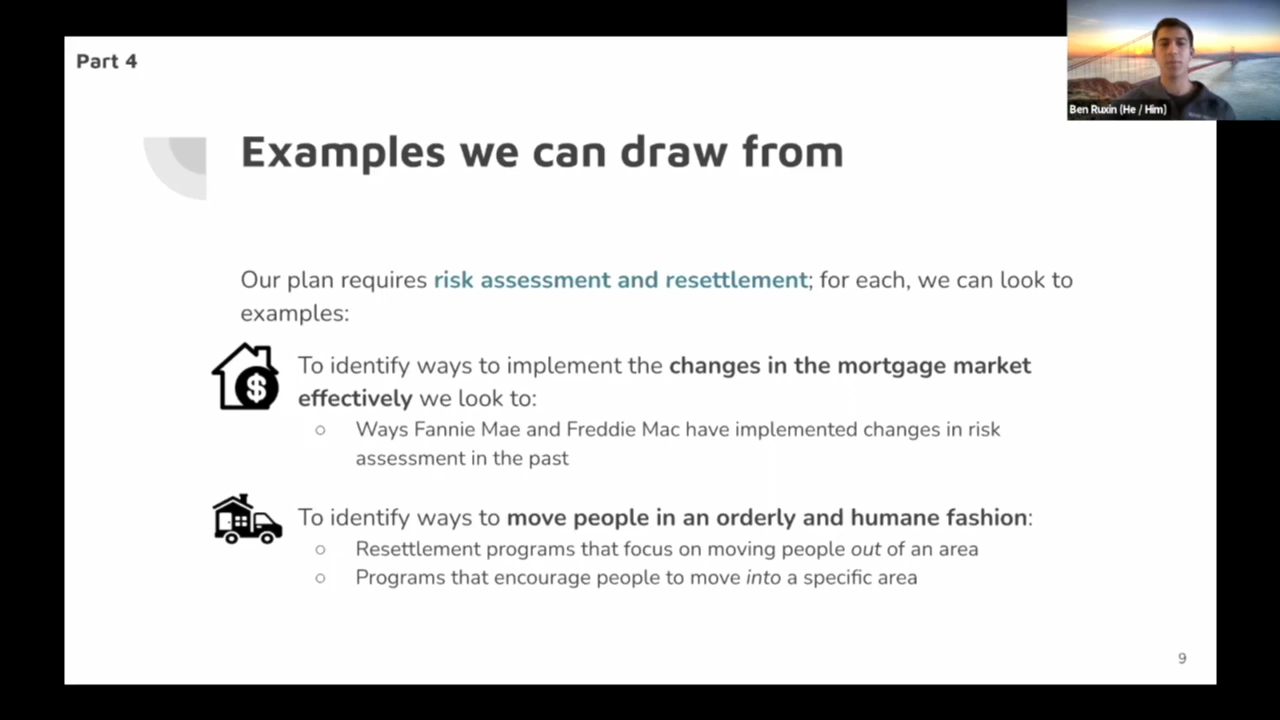 Part 4
Ben Ruxin (He / Him)
Examples we can draw from
Our plan requires risk assessment and resettlement; for each, we can look to
examples:
To identify ways to implement the changes in the mortgage market
effectively we look to:
○ Ways Fannie Mae and Freddie Mac have implemented changes in risk
assessment in the past
To identify ways to move people in an orderly and humane fashion:
○ Resettlement programs that focus on moving people out of an area
○ Programs that encourage people to move into a specific area
9